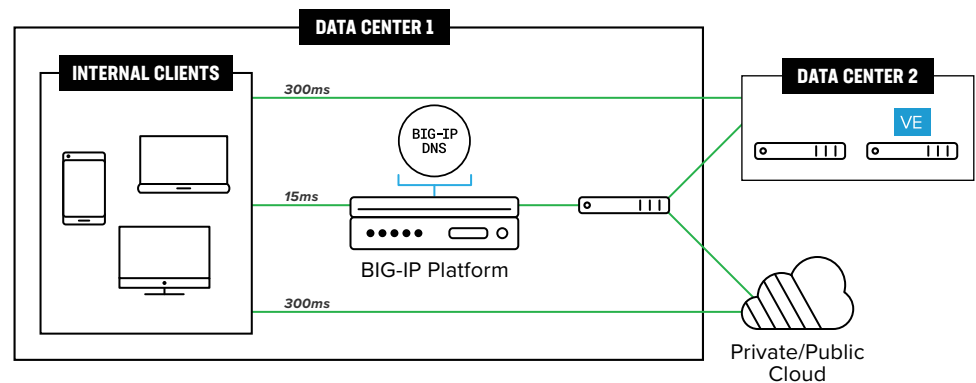 DATA CENTER 1
INTERNAL CLIENTS
DATA CENTER 2
300ms
VE
BIG-IP
DNS
15ms
BIG-IP Platform
300ms
Private/Public
Cloud